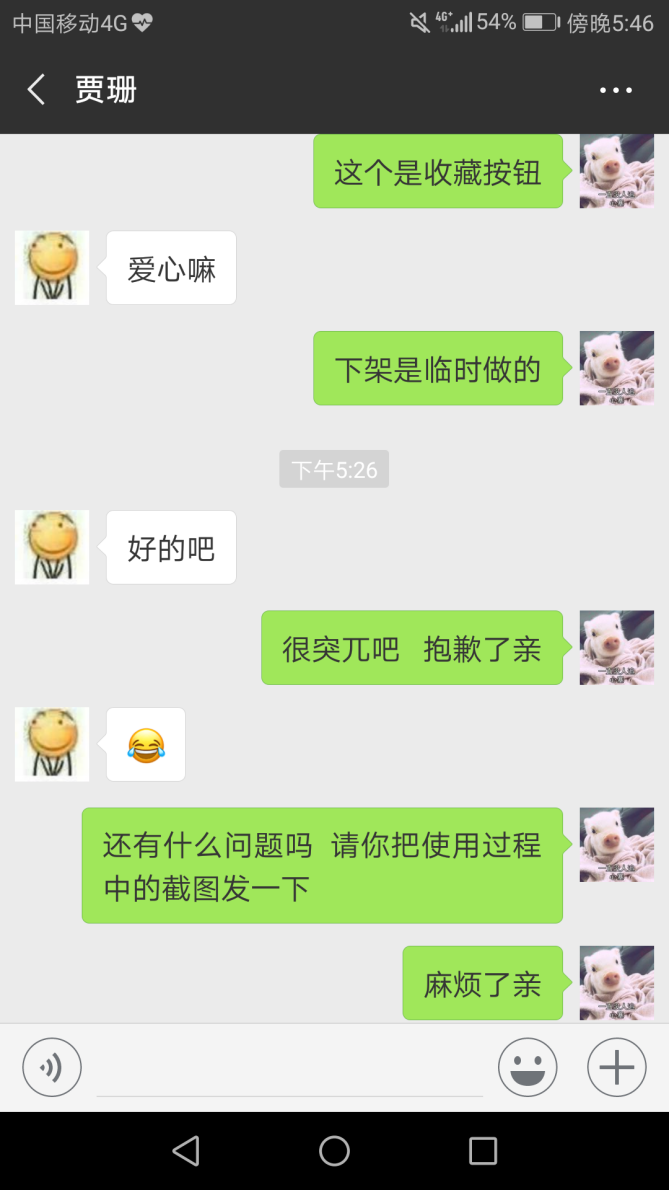 中国移动4G 4G+ 54% 傍晚5:46
贾珊
这个是收藏按钮
爱心嘛
下架是临时做的
下午5:26
好的吧
很突兀吧 抱歉了亲
还有什么问题吗 请你把使用过程
中的截图发一下
麻烦了亲